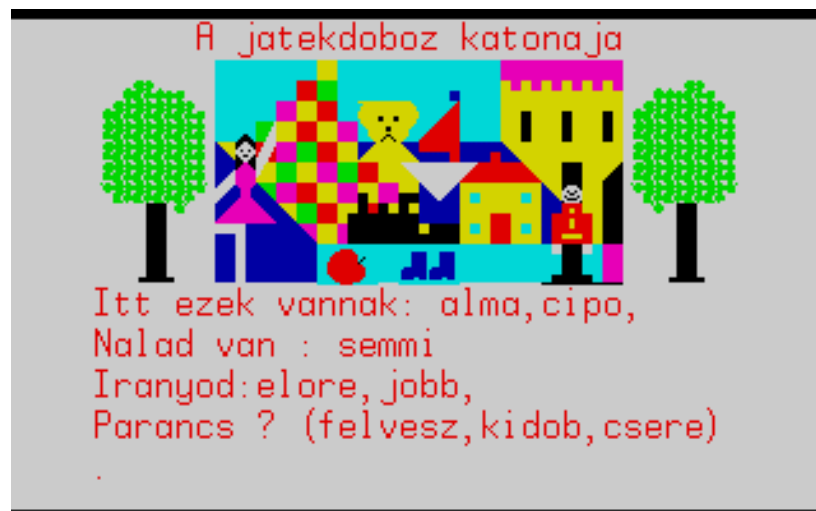 A jatekdoboz katonaja
Itt ezek vannak: alma,cipo,
Nalad van : semmi
Iranyod:elore,jobb,
Parancs ? (felvesz,kidob,csere)
.